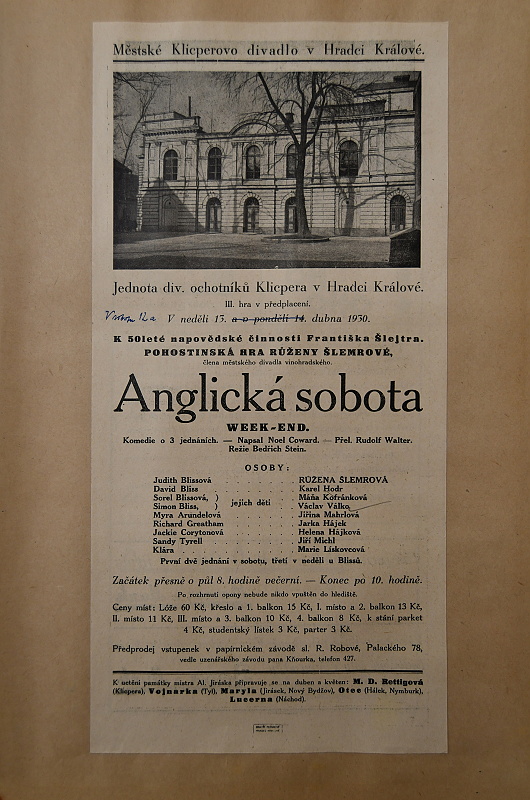 Městské Klicperovo divadlo v Hradci Králové.
Jednota div. ochotníků Klicpera v Hradci Králové.
III. hra v předplacení.
V sobotu 12. a V neděli 13. a v pondělí 14. dubna 1930.
K 50leté napovědské činnosti Františka Šlejtra.
POHOSTINSKÁ HRA RŮŽENY ŠLEMROVÉ,
člena městského divadla vinohradského.
Anglická sobota
WEEK-END.
Komedie o 3 jednáních. — Napsal Noel Coward. — Přel. Rudolf Walter.
Režie Bedřich Stein.
OSOBY:
Judith Blissová . . . . . . . . RŮŽENA ŠLEMROVÁ
David Bliss . . . . . . . . Karel Hodr
Sorel Blissová, ) jejich děti . . . Máňa Kofránková
Simon Bliss, ) Václav Válko
Myra Arundelová . . . . . . . . Jiřina Mahrlová
Richard Greatham . . . . . . . . Jarka Hájek
Jackie Corytonová . . . . . . . . Helena Hájková
Sandy Tyrell . . . . . . . . Jiří Michl
Klára . . . . . . . . Marie Lískovcová
První dvě jednání v sobotu, třetí v neděli u Blissů.
Začátek přesně o půl 8. hodině večerní. — Konec po 10. hodině.
Po rozhrnutí opony nebude nikdo vpuštěn do hlediště.
Ceny míst: Lóže 60 Kč, křeslo a 1. balkon 15 Kč, I. místo a 2. balkon 13 Kč,
II. místo 11 Kč, III. místo a 3. balkon 10 Kč, 4. balkon 8 Kč, k stání parket
4 Kč, studentský lístek 3 Kč, parter 3 Kč.
Předprodej vstupenek v papírnickém závodě sl. R. Robové, Palackého 78,
vedle uzenářského závodu pana Kňourka, telefon 427.
K uctění památky mistra Al. Jiráska připravuje se na duben a květen: M. D. Rettigová
(Klicpera), Vojnarka (Tyl), Maryla (Jirásek, Nový Bydžov), Otec (Hálek, Nymburk),
Lucerna (Náchod).